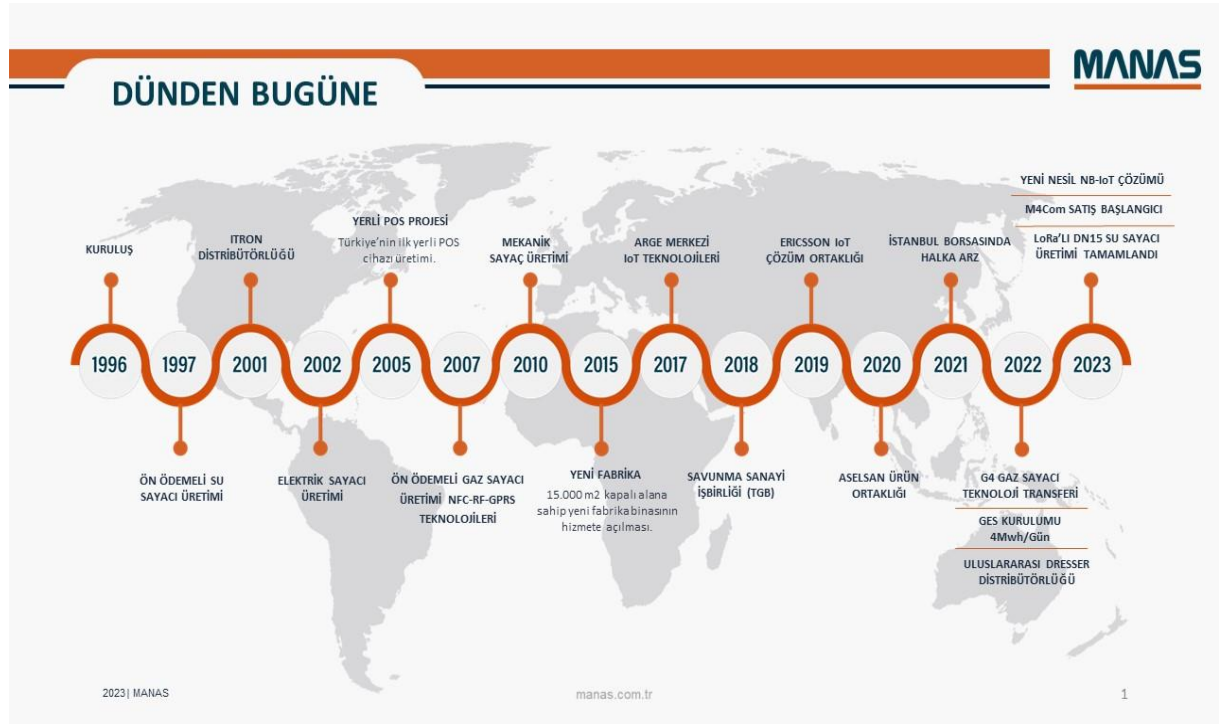 MANAS
DÜNDEN BUGÜNE
KURULUŞ
1996
1997
ÖN ÖDEMELİ SU
SAYACI ÜRETİMİ
ITRON
DİSTRİBÜTÖRLÜĞÜ
2001
2002
ELEKTRİK SAYACI
ÜRETİMİ
YERLİ POS PROJESİ
Türkiye'nin ilk yerli POS
cihazı üretimi.
2005
2007
ÖN ÖDEMELİ GAZ SAYACI
ÜRETİMİ NFC-RF-GPRS
TEKNOLOJİLERİ
MEKANİK
SAYAÇ ÜRETİMİ
2010
2015
YENİ FABRİKA
15.000 m2 kapalı alana
sahip yeni fabrika binasının
hizmete açılması.
ARGE MERKEZİ
IoT TEKNOLOJİLERİ
2017
2018
SAVUNMA SANAYİ
İŞBİRLİĞİ (TGB)
ERICSSON IoT
ÇÖZÜM ORTAKLIĞI
2019
2020
ASELSAN ÜRÜN
ORTAKLIĞI
İSTANBUL BORSASINDA
HALKA ARZ
2021
2022
G4 GAZ SAYACI
TEKNOLOJİ TRANSFERİ
GES KURULUMU
4Mwh/Gün
ULUSLARARASI DRESSER
DİSTRİBÜTÖRLÜĞÜ
YENİ NESİL NB-IoT ÇÖZÜMÜ
M4Com SATIŞ BAŞLANGICI
LoRa'LI DN15 SU SAYACI
ÜRETİMİ TAMAMLANDI
2023
2023| MANAS
manas.com.tr
1